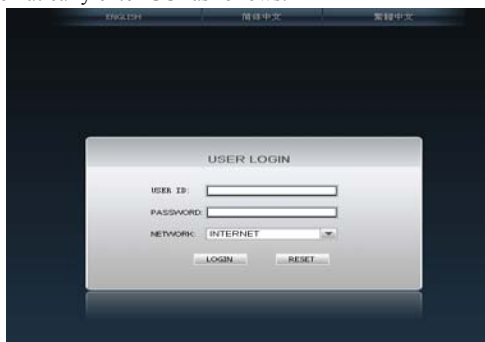 ENGLISH 简体中文 繁體中文
USER LOGIN
USER ID:
PASSWORD:
NETWORK: INTERNET
LOGIN RESET